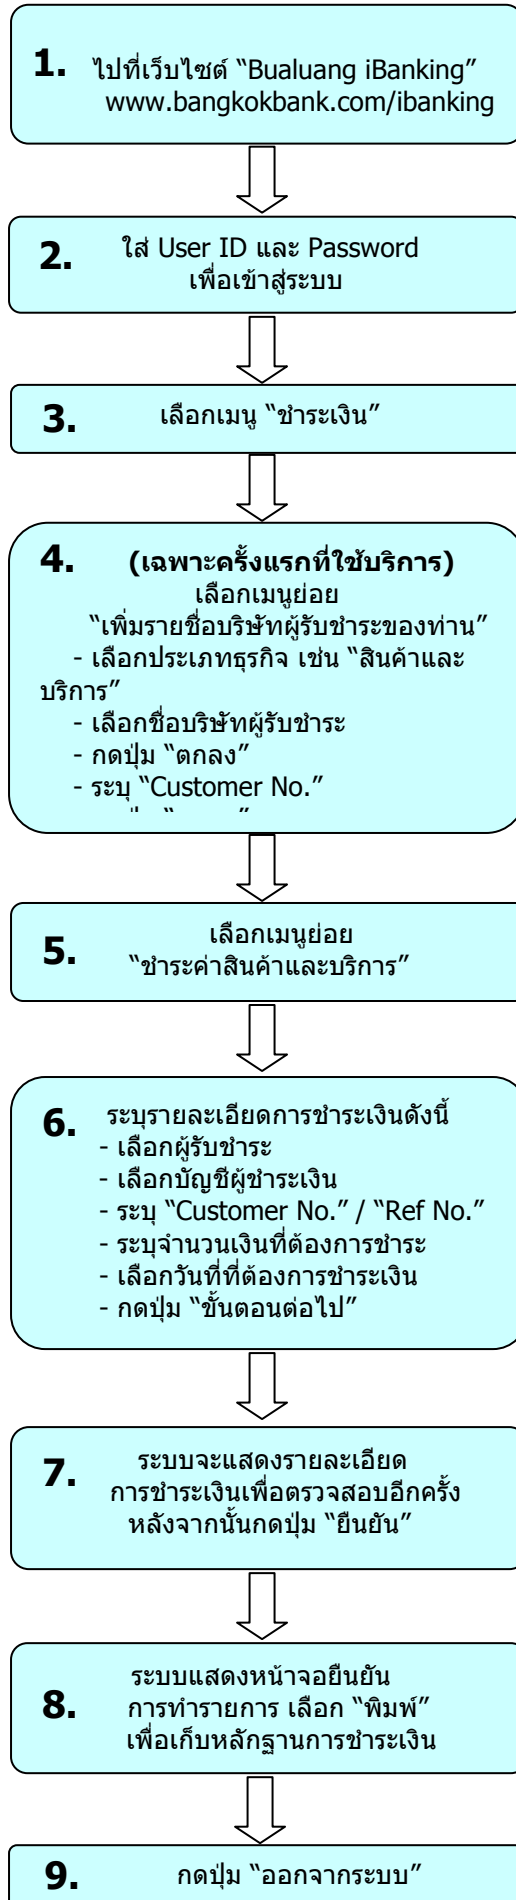 1. ไปที่เว็บไซต์ “Bualuang iBanking”
www.bangkokbank.com/ibanking
2. ใส่ User ID และ Password
เพื่อเข้าสู่ระบบ
3. เลือกเมนู “ชำระเงิน”
4. (เฉพาะครั้งแรกที่ใช้บริการ)
เลือกเมนูย่อย
“เพิ่มรายชื่อบริษัทผู้รับชำระของท่าน”
- เลือกประเภทธุรกิจ เช่น “สินค้าและ
บริการ”
- เลือกชื่อบริษัทผู้รับชำระ
- กดปุ่ม “ตกลง”
- ระบุ “Customer No.”
5. เลือกเมนูย่อย
“ชำระค่าสินค้าและบริการ”
6. ระบุรายละเอียดการชำระเงินดังนี้
- เลือกผู้รับชำระ
- เลือกบัญชีผู้ชำระเงิน
- ระบุ “Customer No.” / “Ref No.”
- ระบุจำนวนเงินที่ต้องการชำระ
- เลือกวันที่ที่ต้องการชำระเงิน
- กดปุ่ม “ขั้นตอนต่อไป”
7. ระบบจะแสดงรายละเอียด
การชำระเงินเพื่อตรวจสอบอีกครั้ง
หลังจากนั้นกดปุ่ม “ยืนยัน”
8. ระบบแสดงหน้าจอยืนยัน
การทำรายการ เลือก “พิมพ์”
เพื่อเก็บหลักฐานการชำระเงิน
9. กดปุ่ม “ออกจากระบบ”